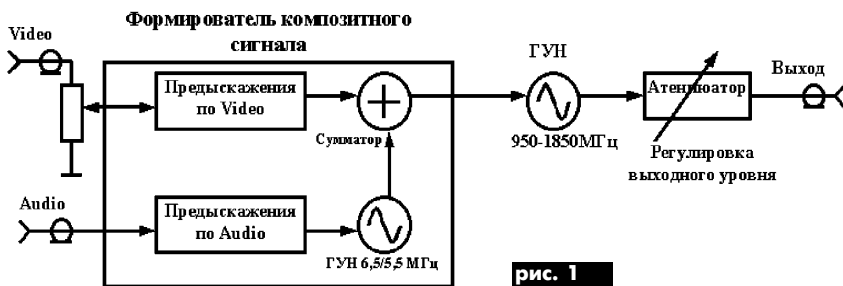 Формирователь композитного
сигнала
Video
Предыскажения
по Video
Сумматор
ГУН
950-1850МГц
Атенюатор
Выход
Регулировка
выходного уровня
Audio
Предыскажения
по Audio
ГУН 6,5/5,5 МГц
рис. 1